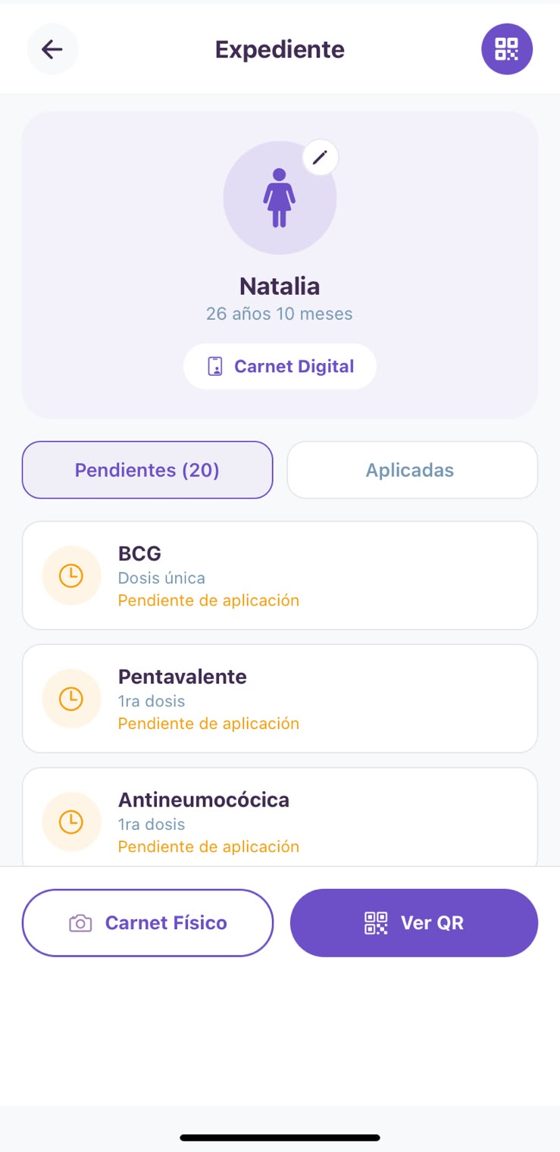 Expediente
Natalia
26 años 10 meses
Carnet Digital
Pendientes (20)
Aplicadas
BCG
Dosis única
Pendiente de aplicación
Pentavalente
1ra dosis
Pendiente de aplicación
Antineumocócica
1ra dosis
Pendiente de aplicación
Carnet Físico
Ver QR